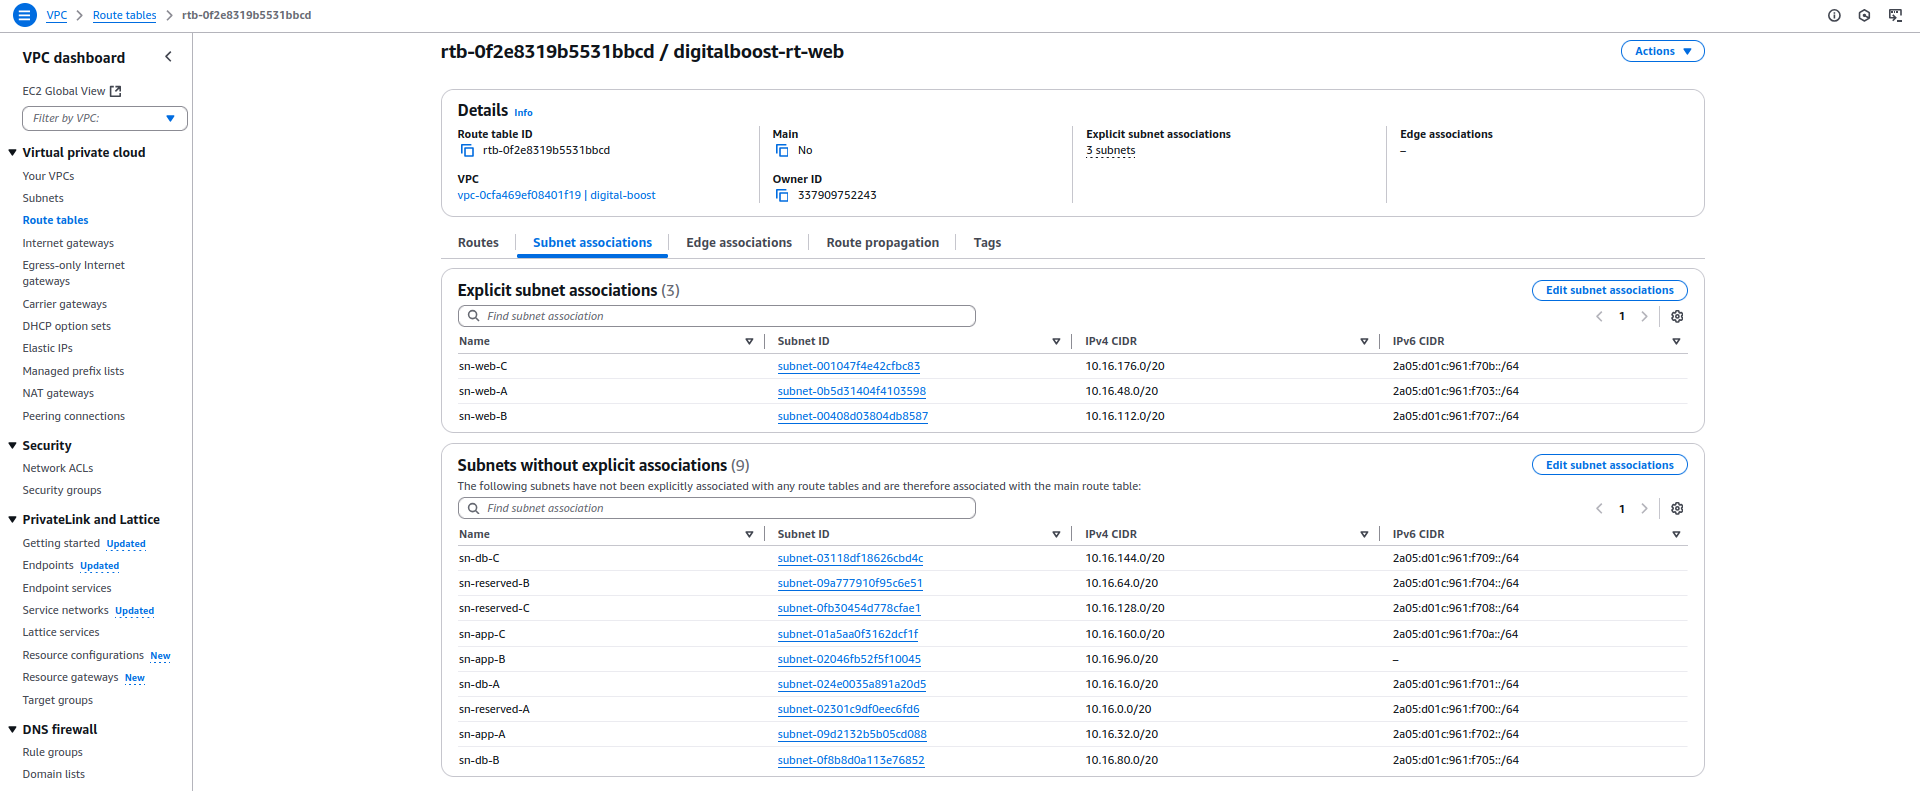 VPC > Route tables > rtb-0f2e8319b5531bbcd
VPC dashboard
EC2 Global View
Filter by VPC:
Virtual private cloud
Your VPCs
Subnets
Route tables
Internet gateways
Egress-only Internet
gateways
Carrier gateways
DHCP option sets
Elastic IPs
Managed prefix lists
NAT gateways
Peering connections
Security
Network ACLs
Security groups
PrivateLink and Lattice
Getting started Updated
Endpoints Updated
Endpoint services
Service networks Updated
Lattice services
Resource configurations New
Resource gateways New
Target groups
DNS firewall
Rule groups
Domain lists
rtb-0f2e8319b5531bbcd / digitalboost-rt-web
Actions
Details Info
Route table ID
rtb-0f2e8319b5531bbcd
Main
No
Explicit subnet associations
3 subnets
Edge associations
–
VPC
vpc-0cfa469ef08401f19 | digital-boost
Owner ID
337909752243
Routes Subnet associations Edge associations Route propagation Tags
Explicit subnet associations (3)
Edit subnet associations
Find subnet association
1
Name Subnet ID IPv4 CIDR IPv6 CIDR
sn-web-C subnet-001047f4e42cfbc83 10.16.176.0/20 2a05:d01c:961:f70b::/64
sn-web-A subnet-0b5d31404f4103598 10.16.48.0/20 2a05:d01c:961:f703::/64
sn-web-B subnet-00408d03804db8587 10.16.112.0/20 2a05:d01c:961:f707::/64
Subnets without explicit associations (9)
Edit subnet associations
The following subnets have not been explicitly associated with any route tables and are therefore associated with the main route table:
Find subnet association
1
Name Subnet ID IPv4 CIDR IPv6 CIDR
sn-db-C subnet-03118df18626cbd4c 10.16.144.0/20 2a05:d01c:961:f709::/64
sn-reserved-B subnet-09a777910f95c6e51 10.16.64.0/20 2a05:d01c:961:f704::/64
sn-reserved-C subnet-0fb30454d778cfae1 10.16.128.0/20 2a05:d01c:961:f708::/64
sn-app-C subnet-01a5aa0f3162dcf1f 10.16.160.0/20 2a05:d01c:961:f70a::/64
sn-app-B subnet-02046fb52f5f10045 10.16.96.0/20 –
sn-db-A subnet-024e0035a891a20d5 10.16.16.0/20 2a05:d01c:961:f701::/64
sn-reserved-A subnet-02301c9df0eec6fd6 10.16.0.0/20 2a05:d01c:961:f700::/64
sn-app-A subnet-09d2132b5b05cd088 10.16.32.0/20 2a05:d01c:961:f702::/64
sn-db-B subnet-0f8b8d0a113e76852 10.16.80.0/20 2a05:d01c:961:f705::/64